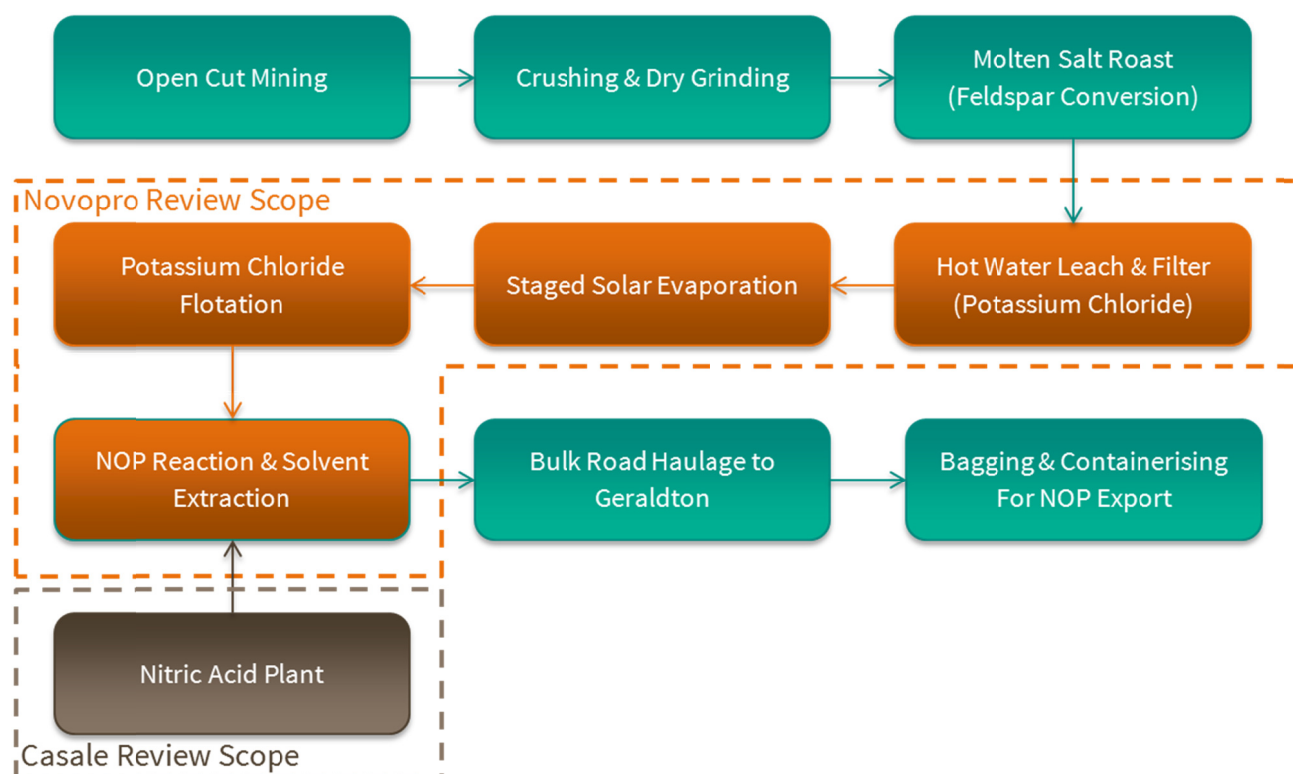 Open Cut Mining
Crushing & Dry Grinding
Molten Salt Roast
(Feldspar Conversion)
Novopro Review Scope
Potassium Chloride
Flotation
Staged Solar Evaporation
Hot Water Leach & Filter
(Potassium Chloride)
NOP Reaction & Solvent
Extraction
Bulk Road Haulage to
Geraldton
Bagging & Containerising
For NOP Export
Nitric Acid Plant
Casale Review Scope